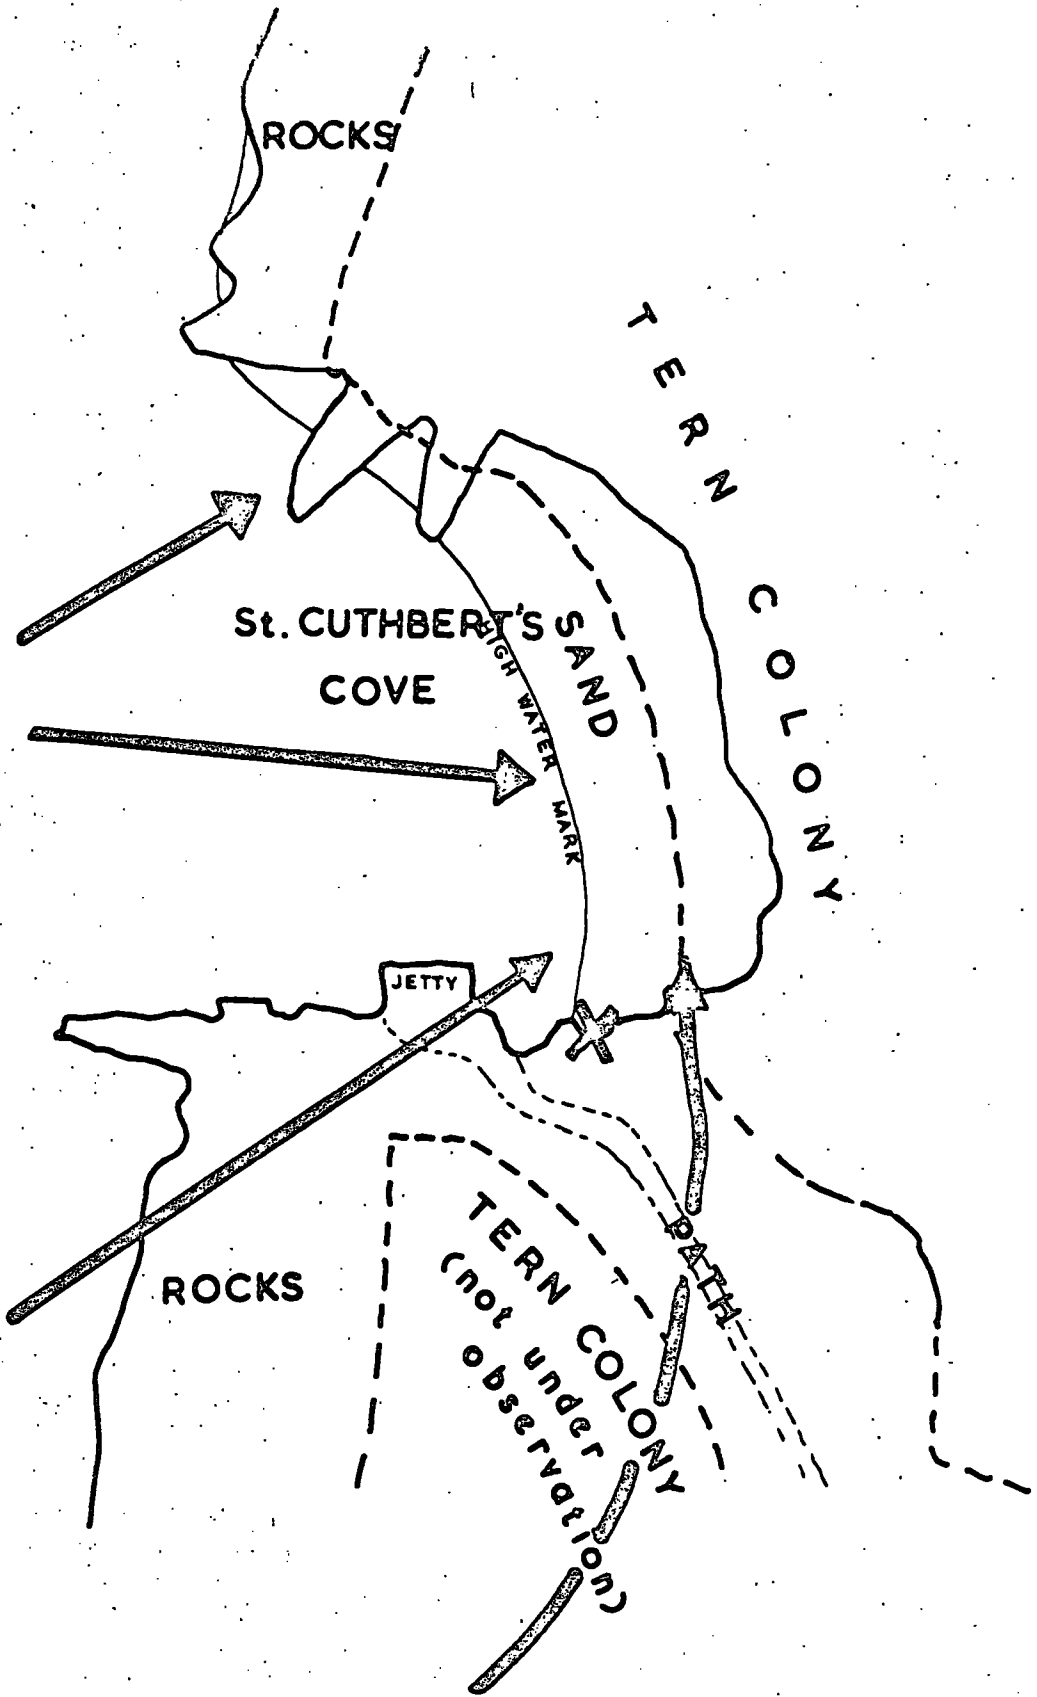 ROCKS
TERN COLONY
St. CUTHBERT'S
COVE
SAND
HIGH WATER MARK
JETTY
PATH
ROCKS
TERN COLONY
(not under
observation)